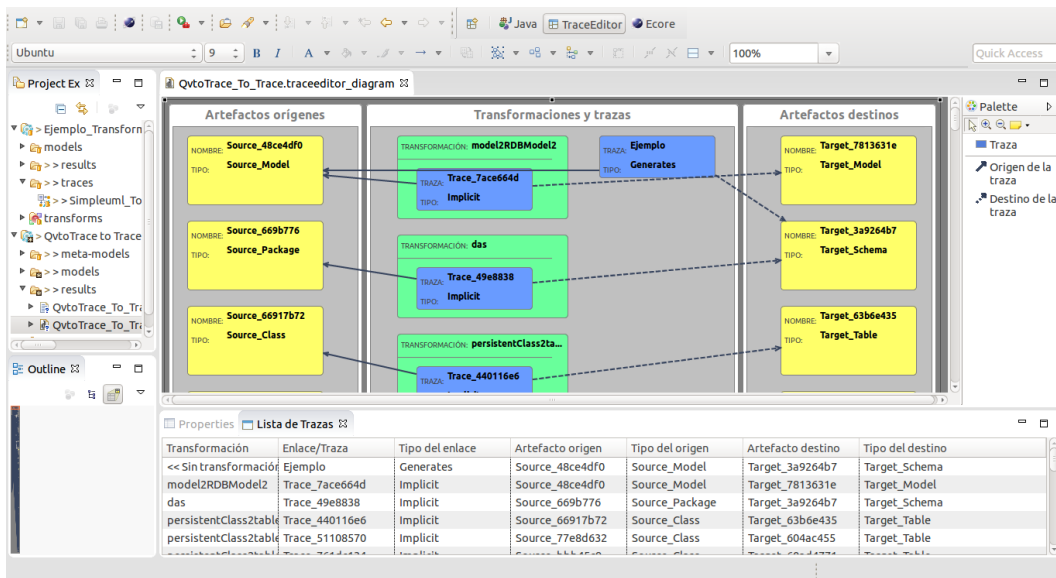 Java TraceEditor Ecore
Ubuntu 9 B I A 100% Quick Access
Project Ex
> Ejemplo_Transforn
models
> > results
> > traces
> > Simpleuml_To
transforms
> QvtoTrace to Trace
> > meta-models
> > models
> > results
QvtoTrace_To_Tra
QvtoTrace_To_Tra
Outline
QvtoTrace_To_Trace.traceeditor_diagram
Artefactos orígenes
NOMBRE: Source_48ce4df0
TIPO: Source_Model
NOMBRE: Source_669b776
TIPO: Source_Package
NOMBRE: Source_66917b72
TIPO: Source_Class
Transformaciones y trazas
TRANSFORMACIÓN: model2RDBModel2
TRAZA: Trace_7ace664d
TIPO: Implicit
TRAZA: Ejemplo
TIPO: Generates
TRANSFORMACIÓN: das
TRAZA: Trace_49e8838
TIPO: Implicit
TRANSFORMACIÓN: persistentClass2ta...
TRAZA: Trace_440116e6
Artefactos destinos
NOMBRE: Target_7813631e
TIPO: Target_Model
NOMBRE: Target_3a9264b7
TIPO: Target_Schema
NOMBRE: Target_63b6e435
TIPO: Target_Table
Palette
Traza
Origen de la
traza
Destino de la
traza
Properties Lista de Trazas
Transformación Enlace/Traza Tipo del enlace Artefacto origen Tipo del origen Artefacto destino Tipo del destino
<< Sin transformación Ejemplo Generates Source_48ce4df0 Source_Model Target_3a9264b7 Target_Schema
model2RDBModel2 Trace_7ace664d Implicit Source_48ce4df0 Source_Model Target_7813631e Target_Model
das Trace_49e8838 Implicit Source_669b776 Source_Package Target_3a9264b7 Target_Schema
persistentClass2table Trace_440116e6 Implicit Source_66917b72 Source_Class Target_63b6e435 Target_Table
persistentClass2table Trace_51108570 Implicit Source_77e8d632 Source_Class Target_604ac455 Target_Table